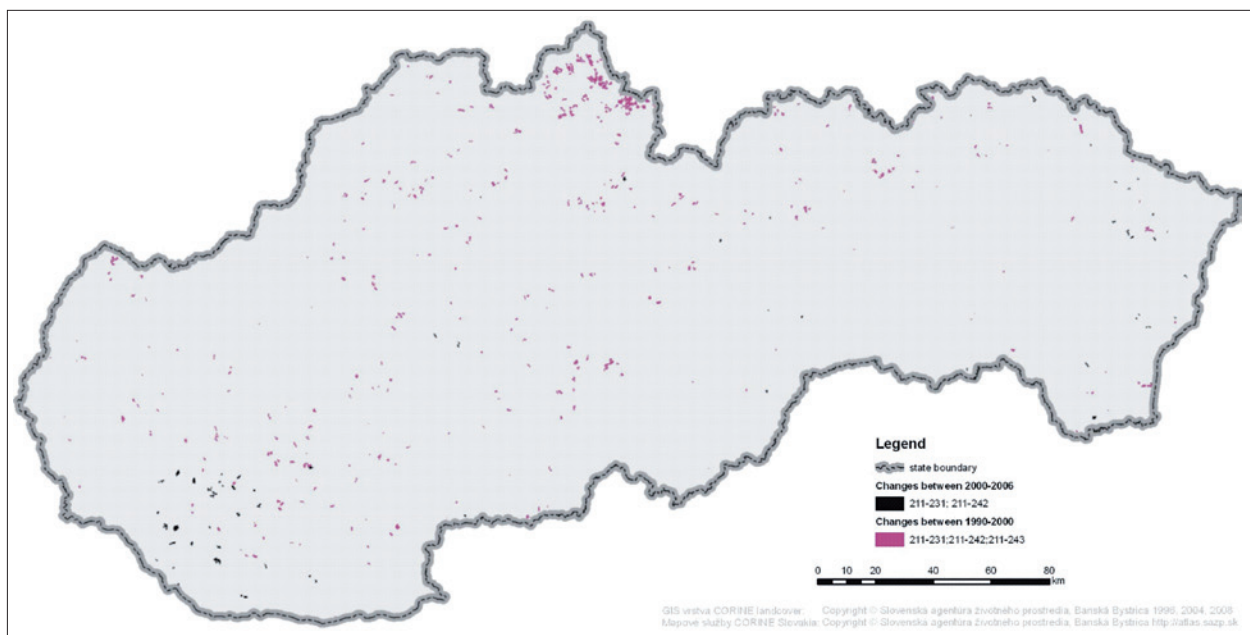 Legend
state boundary
Changes between 2000-2006
211-231; 211-242
Changes between 1990-2000
211-231;211-242;211-243
0 10 20 40 60 80
km
GIS vrstva CORINE landcover: Copyright © Slovenská agentúra životného prostredia, Banská Bystrica 1996, 2004, 2008
Mapové služby CORINE Slovakia: Copyright © Slovenská agentúra životného prostredia, Banská Bystrica http://atlas.sazp.sk